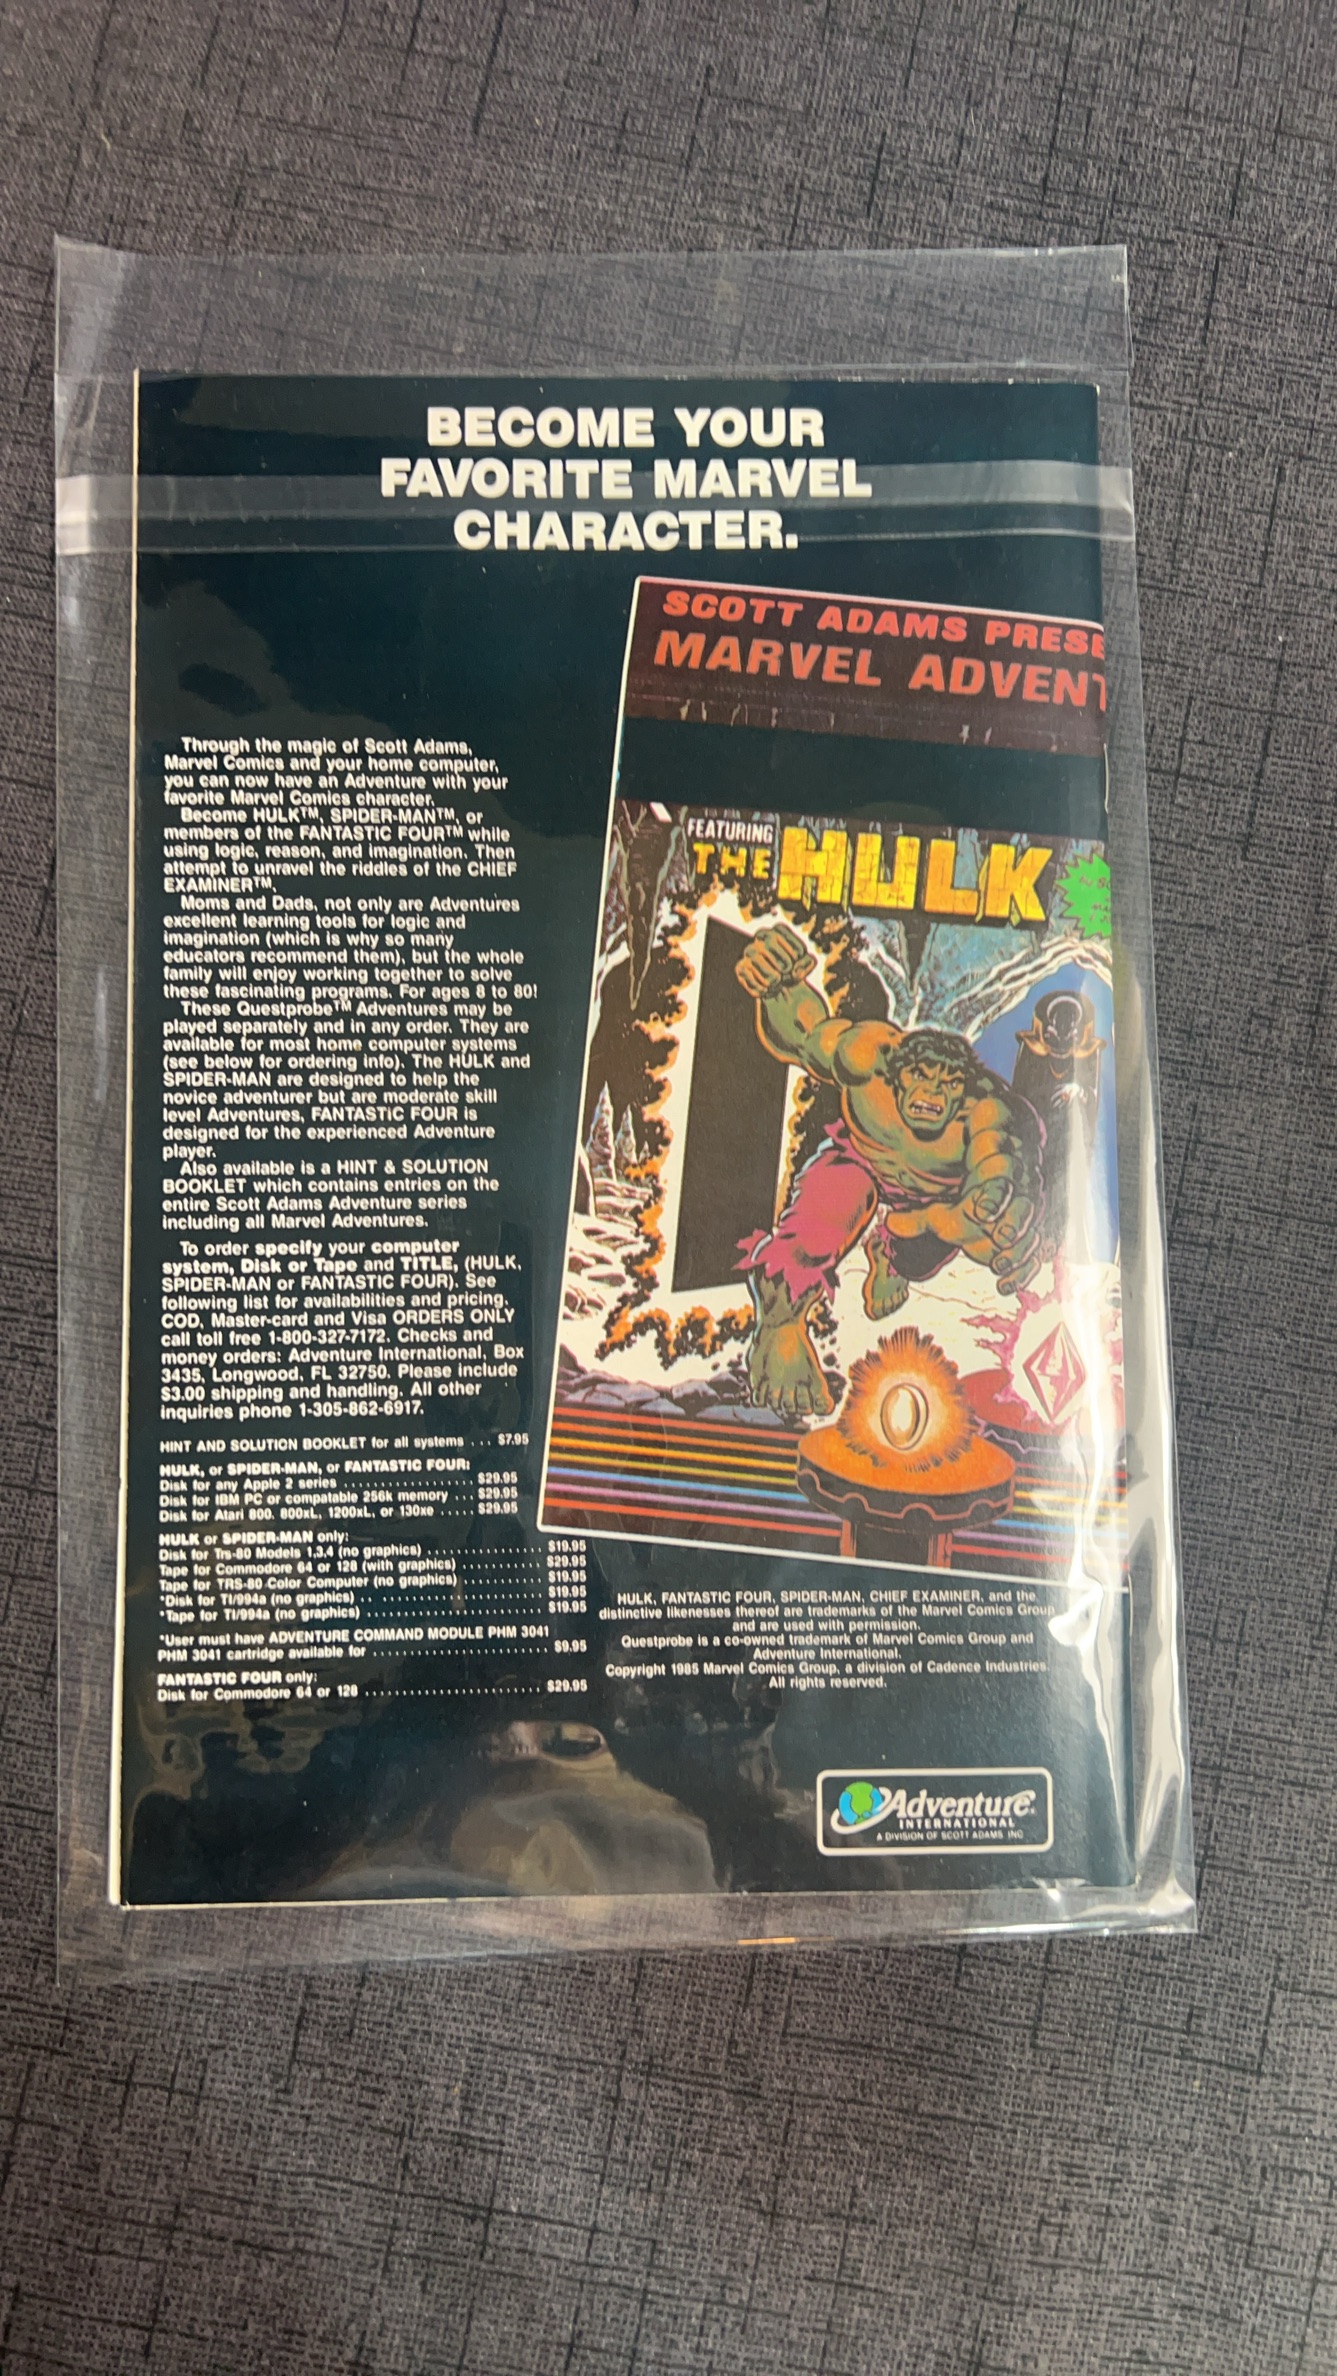 BECOME YOUR
FAVORITE MARVEL
CHARACTER.
SCOTT ADAMS PRESE
MARVEL ADVENT
FEATURING
THE HULK
Through the magic of Scott Adams,
Marvel Comics and your home computer,
you can now have an Adventure with your
favorite Marvel Comics character.
Become HULK™, SPIDER-MAN™, or
members of the FANTASTIC FOUR™ while
using logic, reason, and imagination. Then
attempt to unravel the riddles of the CHIEF
EXAMINER™.
Moms and Dads, not only are Adventures
excellent learning tools for logic and
imagination (which is why so many
educators recommend them), but the whole
family will enjoy working together to solve
these fascinating programs. For ages 8 to 80!
These Questprobe™ Adventures may be
played separately and in any order. They are
available for most home computer systems
(see below for ordering info). The HULK and
SPIDER-MAN are designed to help the
novice adventurer but are moderate skill
level Adventures, FANTASTIC FOUR is
designed for the experienced Adventure
player.
Also available is a HINT & SOLUTION
BOOKLET which contains entries on the
entire Scott Adams Adventure series
including all Marvel Adventures.
To order specify your computer
system, Disk or Tape and TITLE, (HULK,
SPIDER-MAN or FANTASTIC FOUR). See
following list for availabilities and pricing.
COD, Master-card and Visa ORDERS ONLY
call toll free 1-800-327-7172. Checks and
money orders: Adventure International, Box
3435, Longwood, FL 32750. Please include
$3.00 shipping and handling. All other
inquiries phone 1-305-862-6917.
HINT AND SOLUTION BOOKLET for all systems ... $7.95
HULK, or SPIDER-MAN, or FANTASTIC FOUR:
Disk for any Apple 2 series .................. $29.95
Disk for IBM PC or compatable 256k memory ... $29.95
Disk for Atari 800, 800xL, 1200xL, or 130xe ..... $29.95
HULK or SPIDER-MAN only:
Disk for Trs-80 Models 1,3,4 (no graphics) ............... $19.95
Tape for Commodore 64 or 128 (with graphics) .......... $29.95
Tape for TRS-80 Color Computer (no graphics) .......... $19.95
*Disk for TI/994a (no graphics) .. .................... $19.95
*Tape for TI/994a (no graphics) ....................... $19.95
*User must have ADVENTURE COMMAND MODULE PHM 3041
PHM 3041 cartridge available for ....................... $9.95
FANTASTIC FOUR only:
Disk for Commodore 64 or 128 ........................ $29.95
HULK, FANTASTIC FOUR, SPIDER-MAN, CHIEF EXAMINER, and the
distinctive likenesses thereof are trademarks of the Marvel Comics Group
and are used with permission.
Questprobe is a co-owned trademark of Marvel Comics Group and
Adventure International.
Copyright 1985 Marvel Comics Group, a division of Cadence Industries.
All rights reserved.
Adventure
INTERNATIONAL
A DIVISION OF SCOTT ADAMS INC